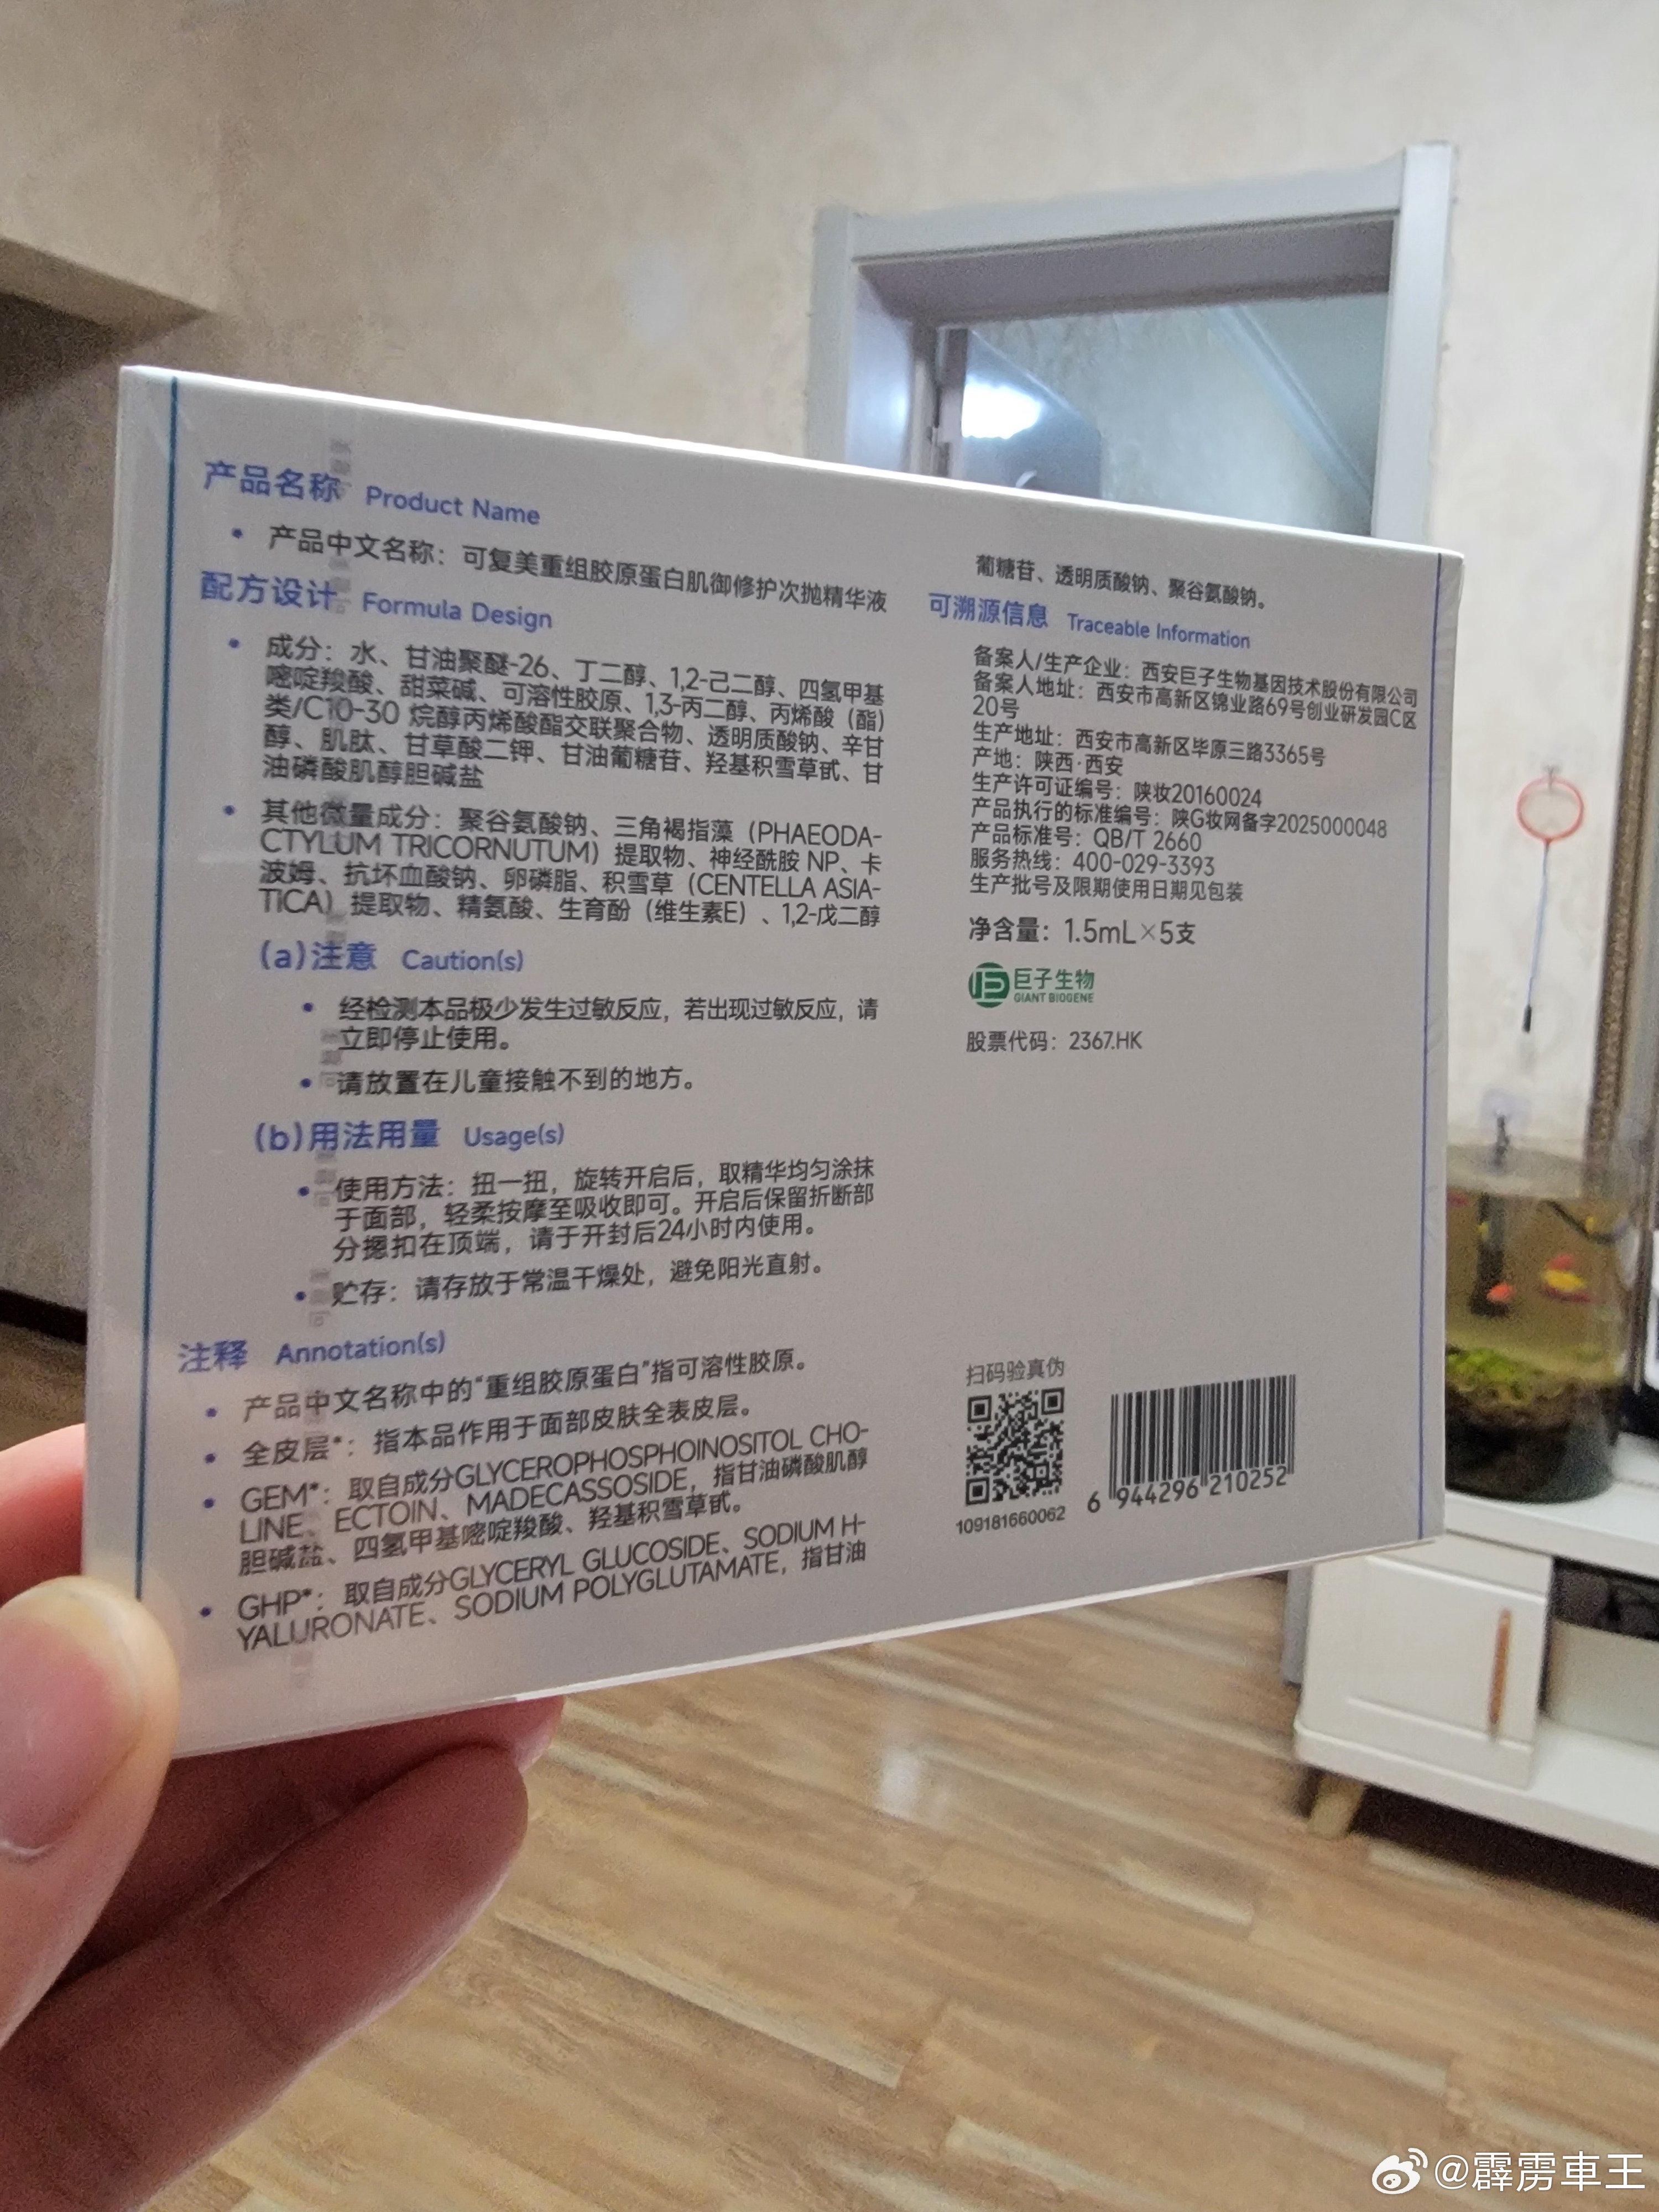 产品名称 Product Name
• 产品中文名称：可复美重组胶原蛋白肌御修护次抛精华液
配方设计 Formula Design
• 成分：水、甘油聚醚-26、丁二醇、1,2-己二醇、四氢甲基
嘧啶羧酸、甜菜碱、可溶性胶原、1,3-丙二醇、丙烯酸（酯）
类/C10-30 烷醇丙烯酸酯交联聚合物、透明质酸钠、辛甘
醇、肌肽、甘草酸二钾、甘油葡糖苷、羟基积雪草甙、甘
油磷酸肌醇胆碱盐
• 其他微量成分：聚谷氨酸钠、三角褐指藻（PHAEODA-
CTYLUM TRICORNUTUM）提取物、神经酰胺 NP、卡
波姆、抗坏血酸钠、卵磷脂、积雪草（CENTELLA ASIA-
TICA）提取物、精氨酸、生育酚（维生素E）、1,2-戊二醇
(a)注意 Caution(s)
• 经检测本品极少发生过敏反应，若出现过敏反应，请
立即停止使用。
• 请放置在儿童接触不到的地方。
(b)用法用量 Usage(s)
• 使用方法：扭一扭，旋转开启后，取精华均匀涂抹
于面部，轻柔按摩至吸收即可。开启后保留折断部
分摁扣在顶端，请于开封后24小时内使用。
• 贮存：请存放于常温干燥处，避免阳光直射。
注释 Annotation(s)
• 产品中文名称中的“重组胶原蛋白”指可溶性胶原。
• 全皮层*：指本品作用于面部皮肤全表皮层。
• GEM*：取自成分GLYCEROPHOSPHOINOSITOL CHO-
LINE、ECTOIN、MADECASSOSIDE，指甘油磷酸肌醇
胆碱盐、四氢甲基嘧啶羧酸、羟基积雪草甙。
• GHP*：取自成分GLYCERYL GLUCOSIDE、SODIUM H-
YALURONATE、SODIUM POLYGLUTAMATE，指甘油
葡糖苷、透明质酸钠、聚谷氨酸钠。
可溯源信息 Traceable Information
备案人/生产企业：西安巨子生物基因技术股份有限公司
备案人地址：西安市高新区锦业路69号创业研发园C区
20号
生产地址：西安市高新区毕原三路3365号
产地：陕西·西安
生产许可证编号：陕妆20160024
产品执行的标准编号：陕G妆网备字2025000048
产品标准号：QB/T 2660
服务热线：400-029-3393
生产批号及限期使用日期见包装
净含量：1.5mL×5支
巨子生物
GIANT BIOGENE
股票代码：2367.HK
扫码验真伪
109181660062
6 944296 210252
@霹雳車王